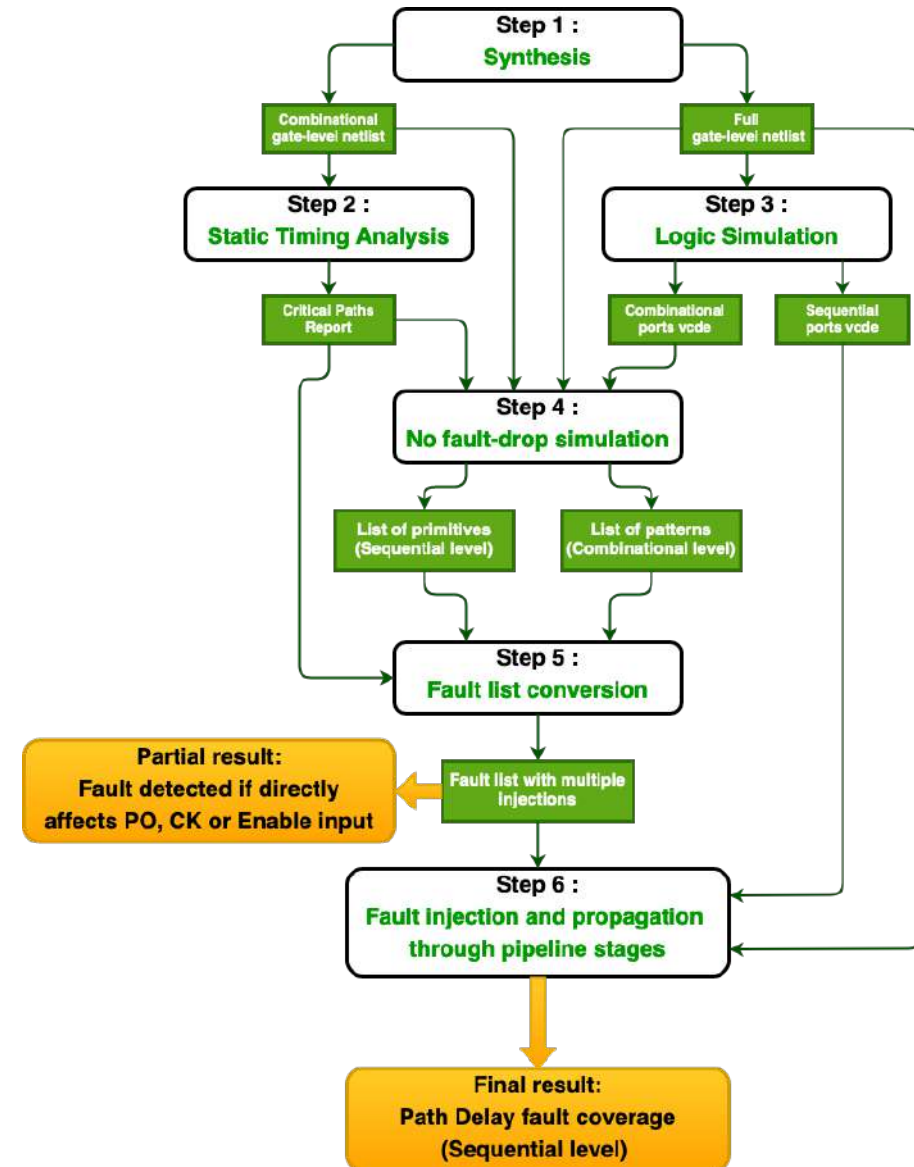 Step 1 :
Synthesis
Combinational
gate-level netlist
Full
gate-level netlist
Step 2 :
Static Timing Analysis
Step 3 :
Logic Simulation
Critical Paths
Report
Combinational
ports vcde
Sequential
ports vcde
Step 4 :
No fault-drop simulation
List of primitives
(Sequential level)
List of patterns
(Combinational level)
Step 5 :
Fault list conversion
Partial result:
Fault detected if directly
affects PO, CK or Enable input
Fault list with multiple
injections
Step 6 :
Fault injection and propagation
through pipeline stages
Final result:
Path Delay fault coverage
(Sequential level)